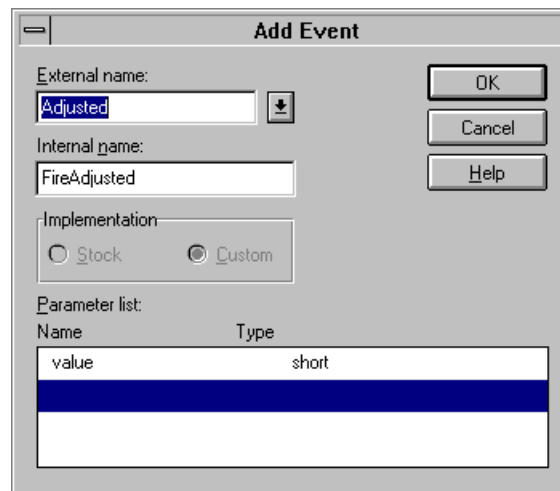 Add Event
External name:
Adjusted
OK
Cancel
Internal name:
Help
FireAdjusted
Implementation
Stock Custom
Parameter list:
Name Type
value short